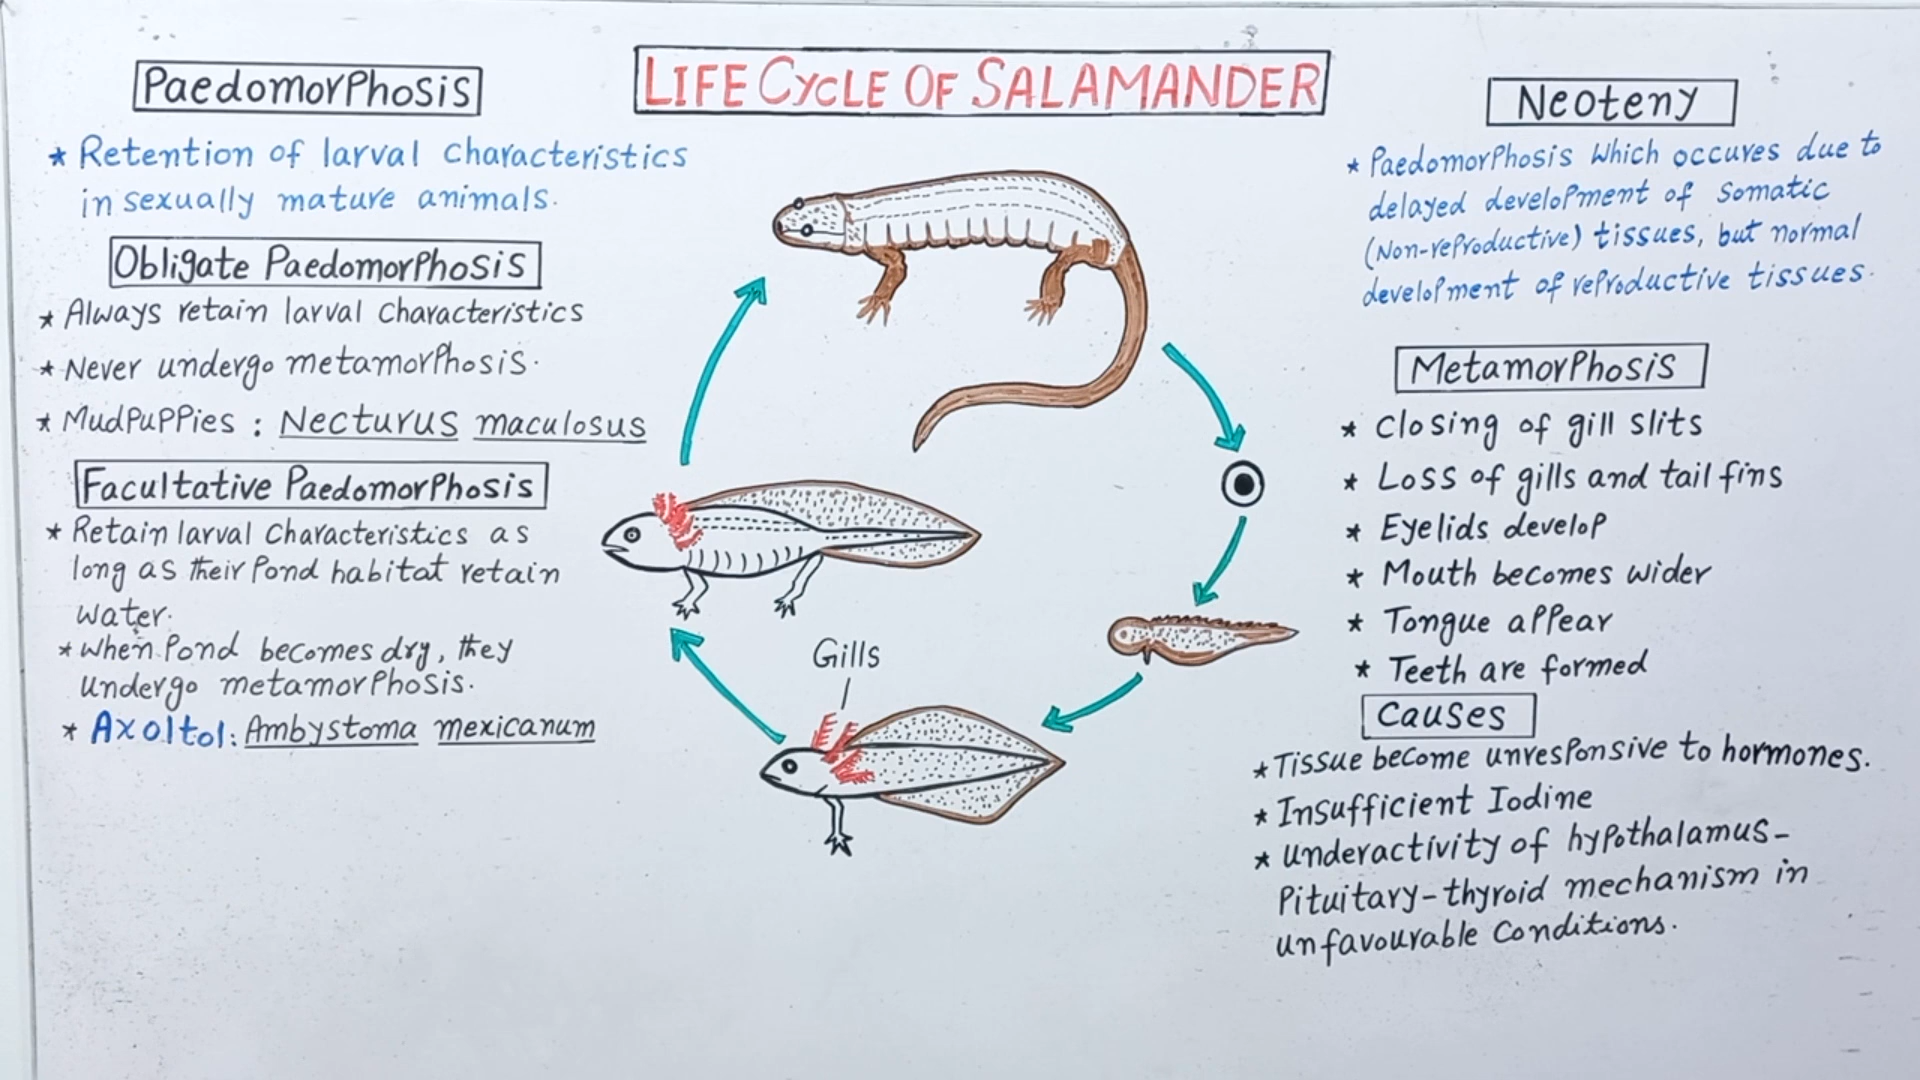 LIFE CYCLE OF SALAMANDER
Paedomorphosis
* Retention of larval characteristics
in sexually mature animals.
Obligate Paedomorphosis
* Always retain larval characteristics
* Never undergo metamorphosis.
* Mudpuppies : Necturus maculosus
Facultative Paedomorphosis
* Retain larval characteristics as
long as their pond habitat retain
water.
* when pond becomes dry, they
undergo metamorphosis.
* Axoltol: Ambystoma mexicanum
Gills
Neoteny
* Paedomorphosis which occures due to
delayed development of somatic
(Non-reproductive) tissues, but normal
development of reproductive tissues.
Metamorphosis
* closing of gill slits
* Loss of gills and tail fins
* Eyelids develop
* Mouth becomes wider
* Tongue appear
* Teeth are formed
Causes
* Tissue become unresponsive to hormones.
* Insufficient Iodine
* underactivity of hypothalamus-
Pituitary-thyroid mechanism in
unfavourable conditions.